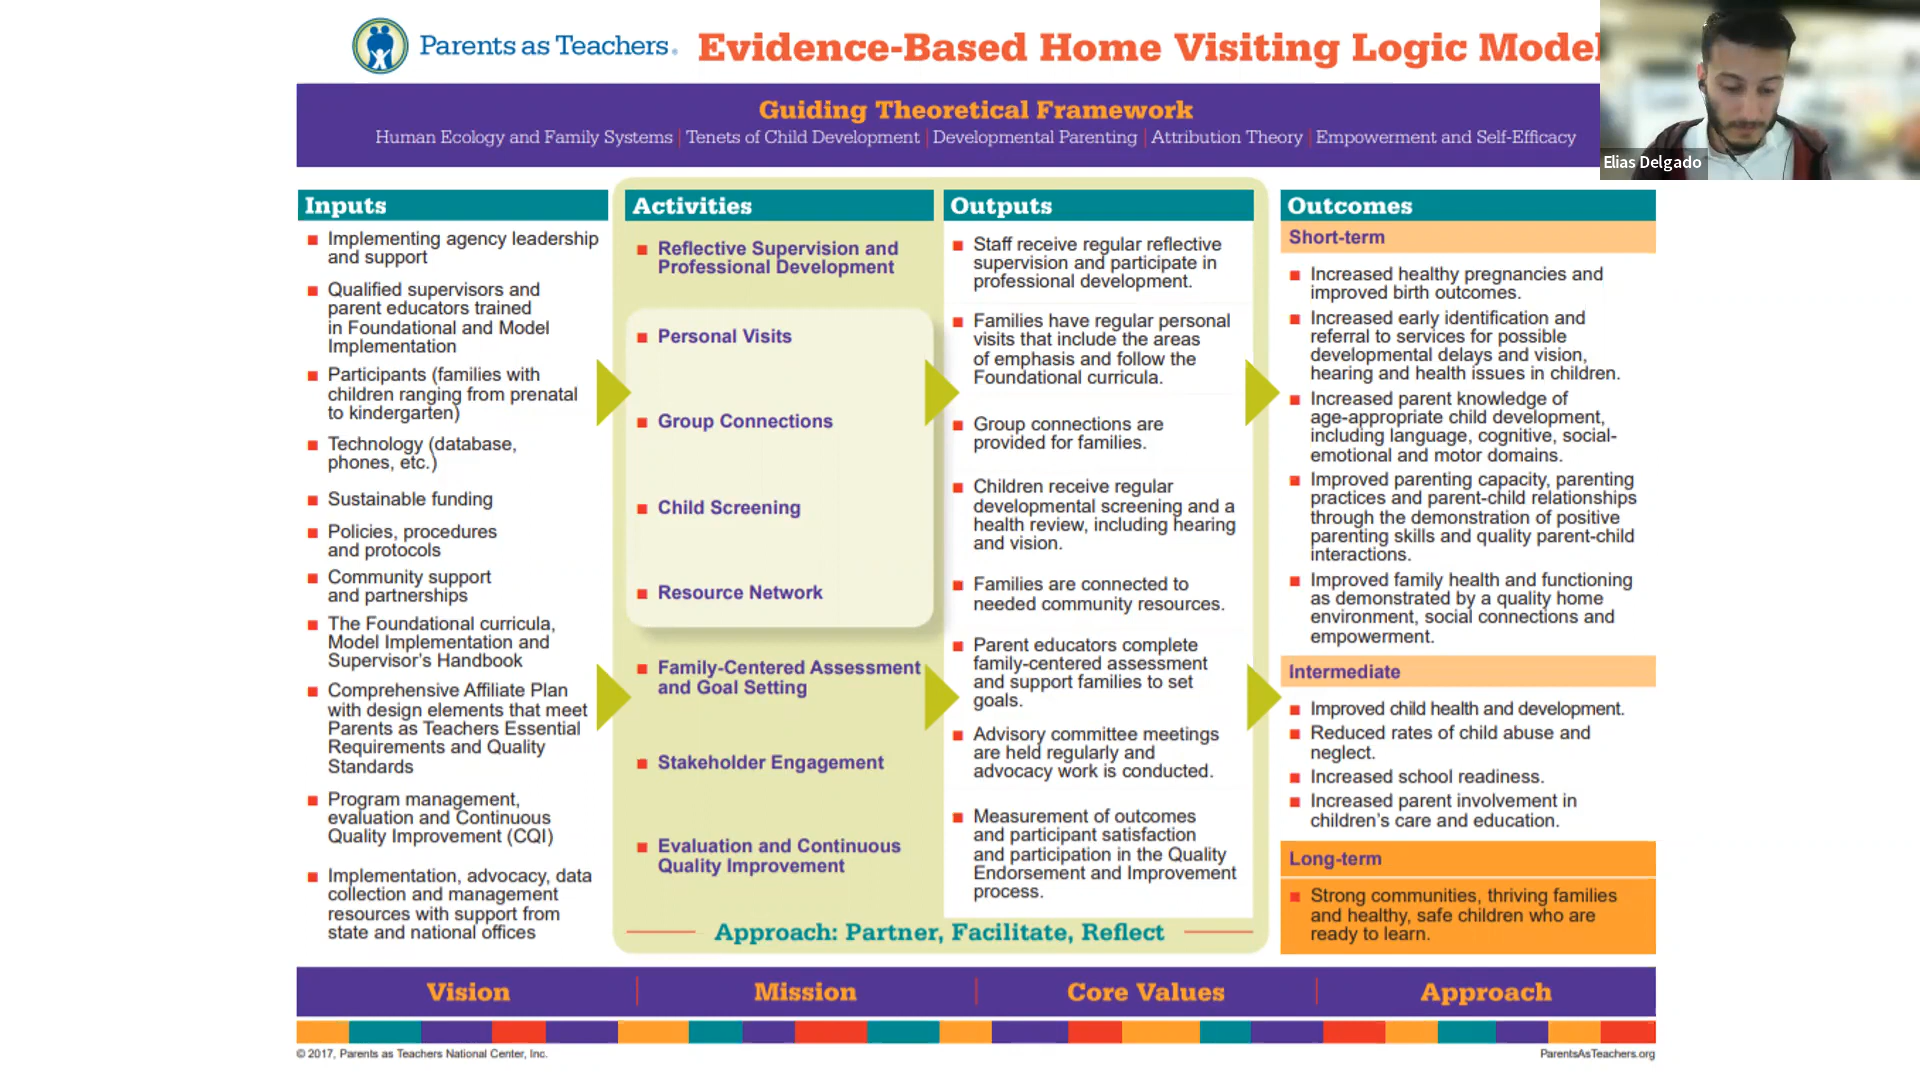 Parents as Teachers®
Evidence-Based Home Visiting Logic Model
Elias Delgado
Guiding Theoretical Framework
Human Ecology and Family Systems | Tenets of Child Development | Developmental Parenting | Attribution Theory | Empowerment and Self-Efficacy
Inputs
Implementing agency leadership
and support
Qualified supervisors and
parent educators trained
in Foundational and Model
Implementation
Participants (families with
children ranging from prenatal
to kindergarten)
Technology (database,
phones, etc.)
Sustainable funding
Policies, procedures
and protocols
Community support
and partnerships
The Foundational curricula,
Model Implementation and
Supervisor's Handbook
Comprehensive Affiliate Plan
with design elements that meet
Parents as Teachers Essential
Requirements and Quality
Standards
Program management,
evaluation and Continuous
Quality Improvement (CQI)
Implementation, advocacy, data
collection and management
resources with support from
state and national offices
Activities
Reflective Supervision and
Professional Development
Personal Visits
Group Connections
Child Screening
Resource Network
Family-Centered Assessment
and Goal Setting
Stakeholder Engagement
Evaluation and Continuous
Quality Improvement
Outputs
Staff receive regular reflective
supervision and participate in
professional development.
Families have regular personal
visits that include the areas
of emphasis and follow the
Foundational curricula.
Group connections are
provided for families.
Children receive regular
developmental screening and a
health review, including hearing
and vision.
Families are connected to
needed community resources.
Parent educators complete
family-centered assessment
and support families to set
goals.
Advisory committee meetings
are held regularly and
advocacy work is conducted.
Measurement of outcomes
and participant satisfaction
and participation in the Quality
Endorsement and Improvement
process.
Approach: Partner, Facilitate, Reflect
Outcomes
Short-term
Increased healthy pregnancies and
improved birth outcomes.
Increased early identification and
referral to services for possible
developmental delays and vision,
hearing and health issues in children.
Increased parent knowledge of
age-appropriate child development,
including language, cognitive, social-
emotional and motor domains.
Improved parenting capacity, parenting
practices and parent-child relationships
through the demonstration of positive
parenting skills and quality parent-child
interactions.
Improved family health and functioning
as demonstrated by a quality home
environment, social connections and
empowerment.
Intermediate
Improved child health and development.
Reduced rates of child abuse and
neglect.
Increased school readiness.
Increased parent involvement in
children's care and education.
Long-term
Strong communities, thriving families
and healthy, safe children who are
ready to learn.
Vision | Mission | Core Values | Approach
© 2017, Parents as Teachers National Center, Inc.
ParentsAsTeachers.org